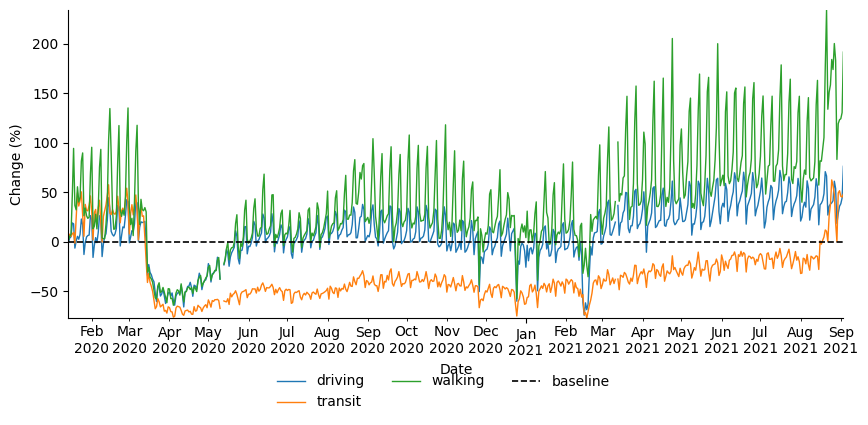 Change (%)
200
150
100
50
0
−50
Feb Mar Apr May Jun Jul Aug Sep Oct Nov Dec Jan Feb Mar Apr May Jun Jul Aug Sep
2020 2020 2020 2020 2020 2020 2020 2020 2020 2020 2020 2021 2021 2021 2021 2021 2021 2021 2021 2021
Date
driving walking baseline
transit